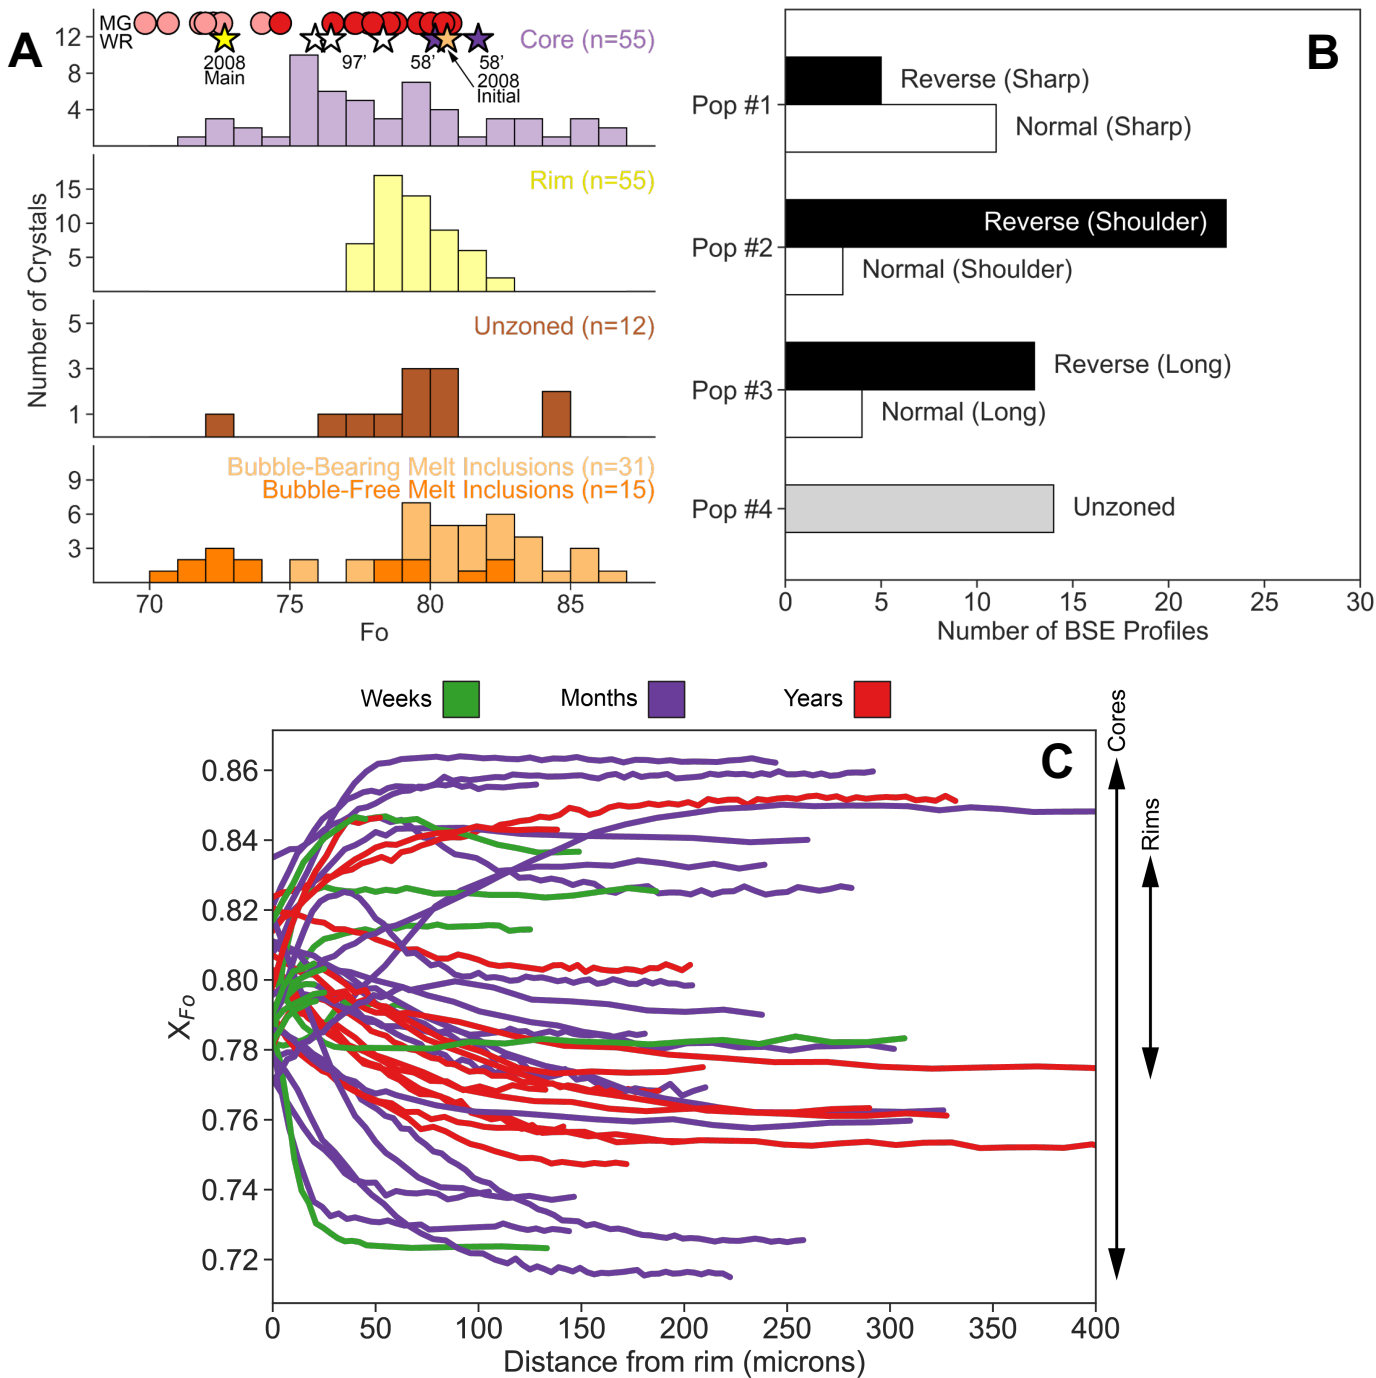 A
MG
WR
12
8
4
Core (n=55)
2008
Main
97’
58’
58’
2008
Initial
Number of Crystals
15
10
5
Rim (n=55)
5
3
1
Unzoned (n=12)
9
6
3
Bubble-Bearing Melt Inclusions (n=31)
Bubble-Free Melt Inclusions (n=15)
70 75 80 85
Fo
B
Pop #1
Reverse (Sharp)
Normal (Sharp)
Pop #2
Reverse (Shoulder)
Normal (Shoulder)
Pop #3
Reverse (Long)
Normal (Long)
Pop #4
Unzoned
0 5 10 15 20 25 30
Number of BSE Profiles
Weeks Months Years
C
Cores
Rims
0.86
0.84
0.82
0.80
0.78
0.76
0.74
0.72
XFo
0 50 100 150 200 250 300 350 400
Distance from rim (microns)